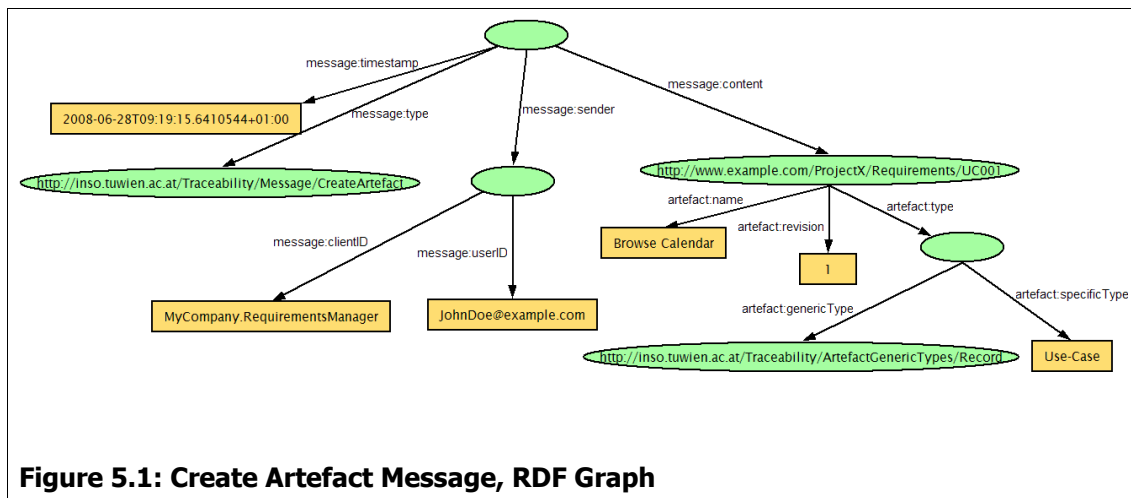 message:timestamp
message:content
2008-06-28T09:19:15.6410544+01:00
message:type
message:sender
http://inso.tuwien.ac.at/Traceability/Message/CreateArtefact
http://www.example.com/ProjectX/Requirements/UC001
artefact:name
artefact:type
message:clientID
message:userID
Browse Calendar
artefact:revision
1
MyCompany.RequirementsManager
JohnDoe@example.com
artefact:genericType
artefact:specificType
http://inso.tuwien.ac.at/Traceability/ArtefactGenericTypes/Record
Use-Case
Figure 5.1: Create Artefact Message, RDF Graph